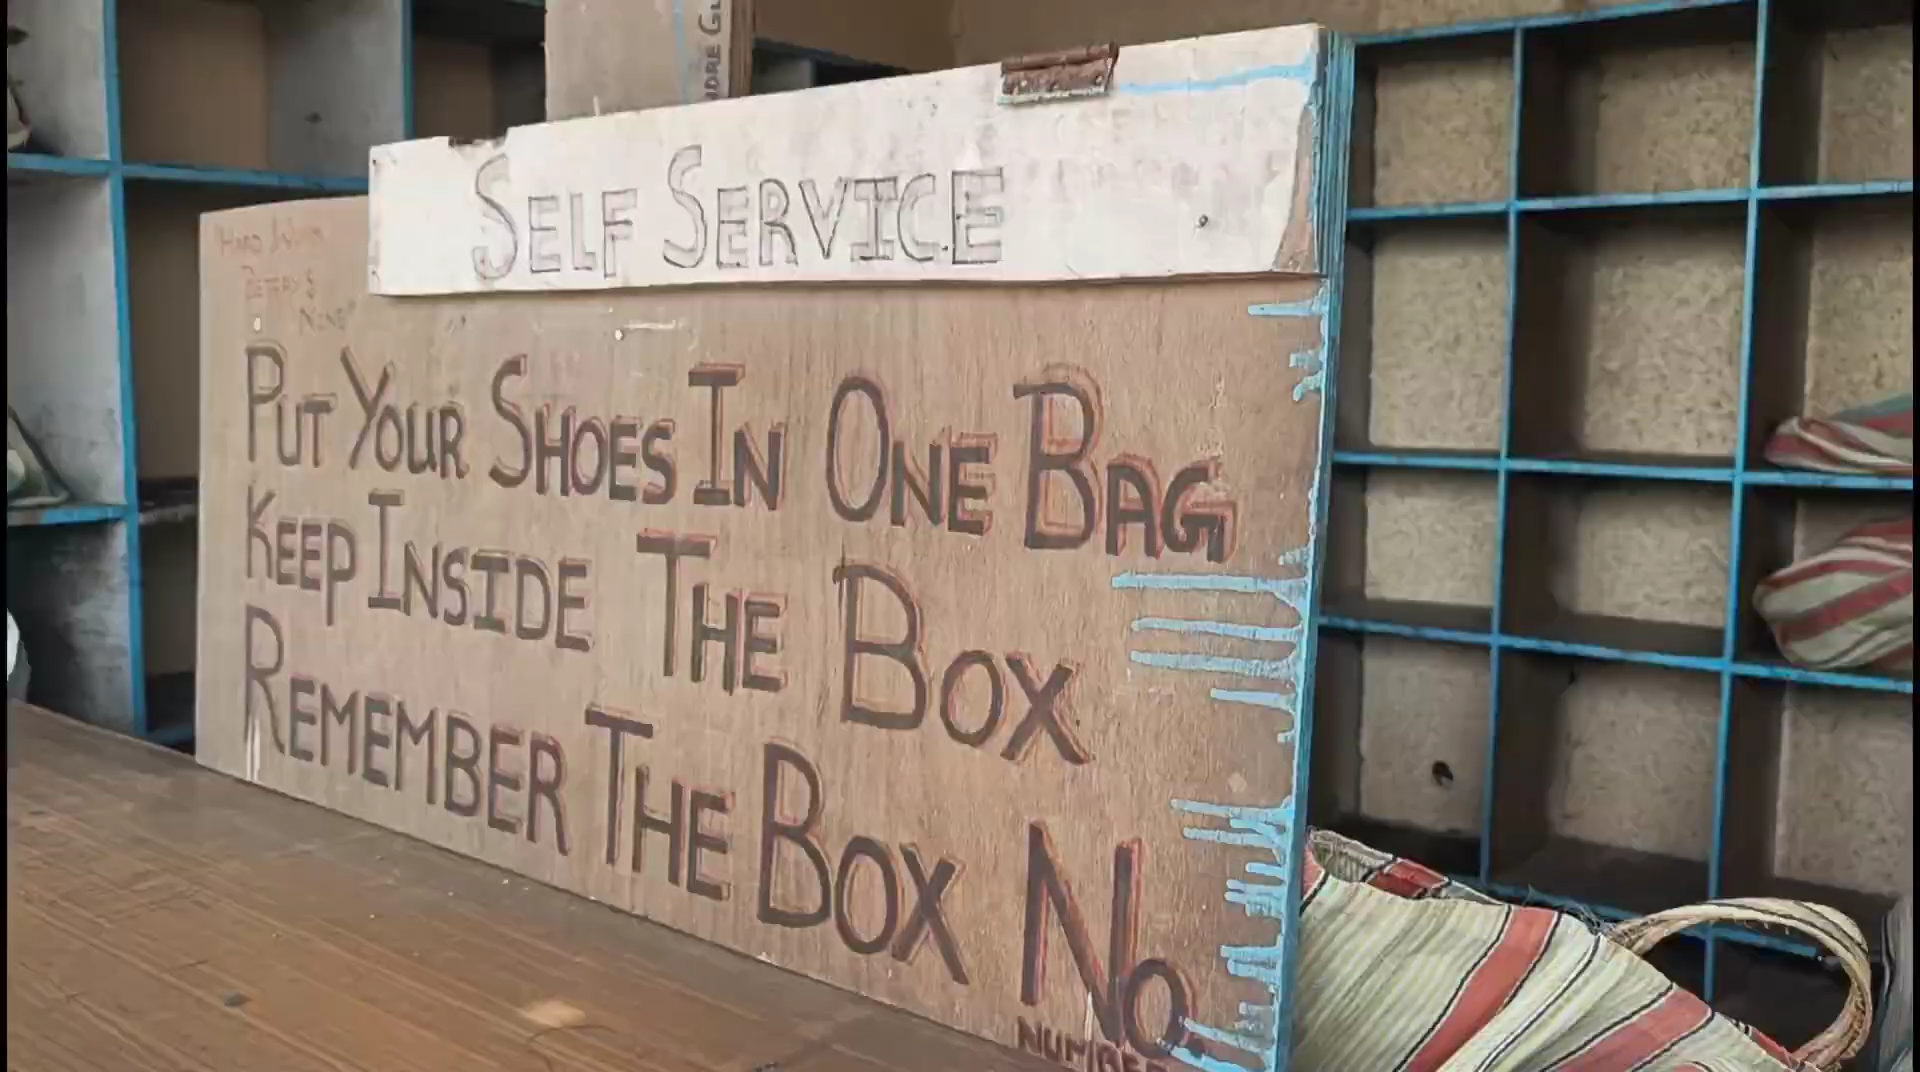 SELF SERVICE
PUT YOUR SHOES IN ONE BAG
KEEP INSIDE THE BOX
REMEMBER THE BOX NO.